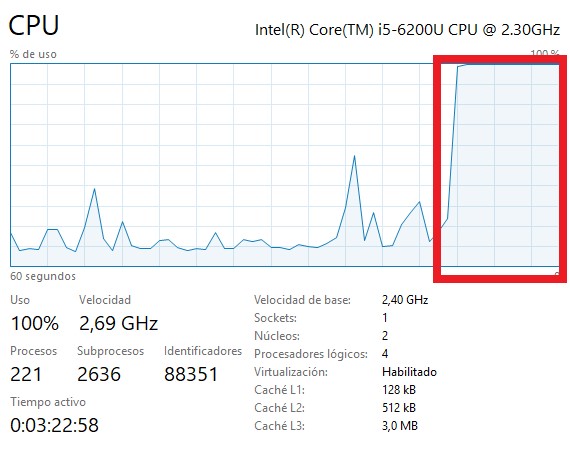 CPU
Intel(R) Core(TM) i5-6200U CPU @ 2.30GHz
% de uso
100 %
60 segundos
0
Uso
Velocidad
100%
2,69 GHz
Procesos
Subprocesos
Identificadores
221
2636
88351
Tiempo activo
0:03:22:58
Velocidad de base:
2,40 GHz
Sockets:
1
Núcleos:
2
Procesadores lógicos:
4
Virtualización:
Habilitado
Caché L1:
128 kB
Caché L2:
512 kB
Caché L3:
3,0 MB